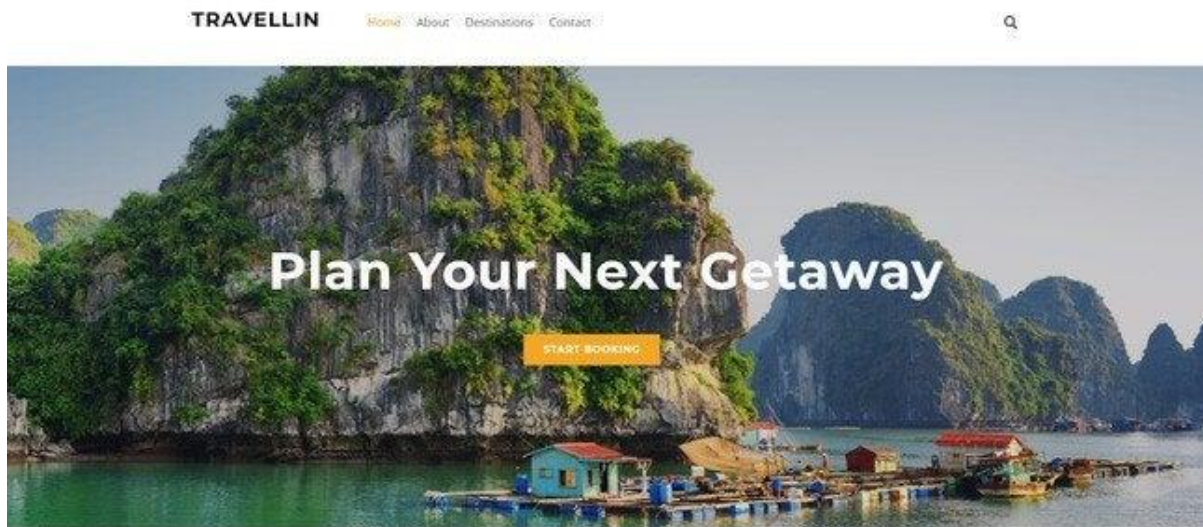 TRAVELLIN
Home About Destinations Contact
Plan Your Next Getaway
START BOOKING